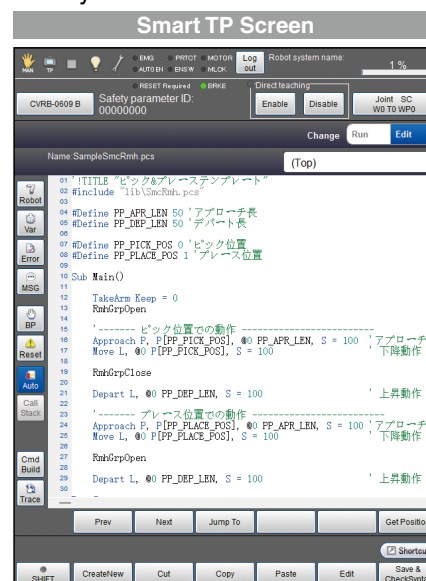 Smart TP Screen
MAN TP EMG PRTCT MOTOR Log out Robot system name:
AUTO EN ENSW MLCK 1 %
RESET Required BRKE Direct teaching
CVRB-0609 B Safety parameter ID: 00000000 Enable Disable Joint SC W0 T0 WP0
Change Run Edit
Name:SampleSmcRmh.pcs (Top)
Robot
Var
Error
MSG
BP
Reset
Auto
Call Stack
Cmd Build
Trace
01 '!TITLE "ピック&プレーステンプレート"
02 #include "lib\SmcRmh.pcs"
03
04 #Define PP_APR_LEN 50 'アプローチ長
05 #Define PP_DEP_LEN 50 'デパート長
06
07 #Define PP_PICK_POS 0 'ピック位置
08 #Define PP_PLACE_POS 1 'プレース位置
09
10 Sub Main()
11
12 TakeArm Keep = 0
13 RmhGrpOpen
14
15 '------- ピック位置での動作 -----------------------
16 Approach P, P[PP_PICK_POS], @0 PP_APR_LEN, S = 100 'アプローチ
17 Move L, @0 P[PP_PICK_POS], S = 100 ' 下降動作
18
19 RmhGrpClose
20
21 Depart L, @0 PP_DEP_LEN, S = 100 ' 上昇動作
22
23 '------- プレース位置での動作 -----------------------
24 Approach P, P[PP_PLACE_POS], @0 PP_APR_LEN, S = 100 'アプローチ
25 Move L, @0 P[PP_PLACE_POS], S = 100 ' 下降動作
26
27 RmhGrpOpen
28
29 Depart L, @0 PP_DEP_LEN, S = 100 ' 上昇動作
30
Prev Next Jump To Get Positio
Shortcu
SHIFT CreateNew Cut Copy Paste Edit Save & CheckSynt